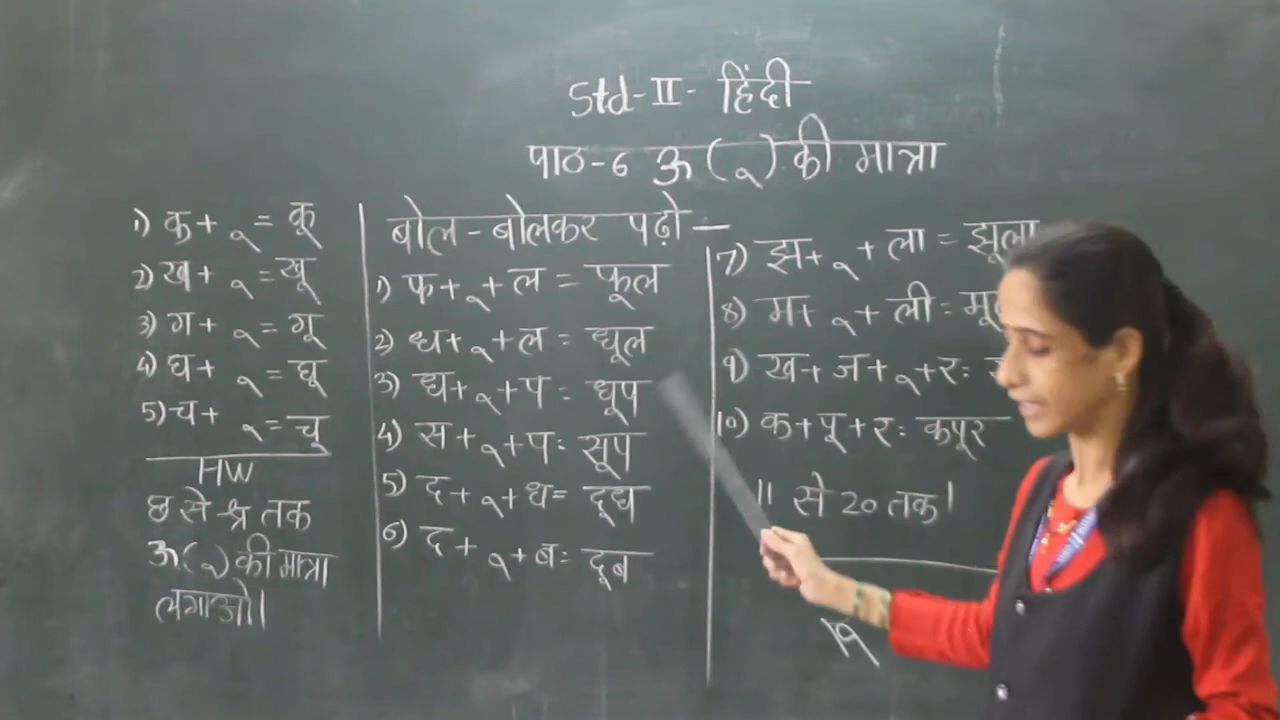 Std-II- हिंदी
पाठ-6 ऊ (ू) की मात्रा
1) क + ू = कू
2) ख + ू = खू
3) ग + ू = गू
4) घ + ू = घू
5) च + ू = चू
HW
छ से श्र तक
ऊ (ू) की मात्रा
लगाओ।
बोल - बोलकर पढ़ो —
1) फ + ू + ल = फूल
2) ध + ू + ल = धूल
3) ध + ू + प = धूप
4) स + ू + प = सूप
5) द + ू + ध = दूध
6) द + ू + ब = दूब
7) झ + ू + ला = झूला
8) म + ू + ली = मू
9) ख + ज + ू + र =
10) क + पू + र = कपूर
11 से 20 तक।